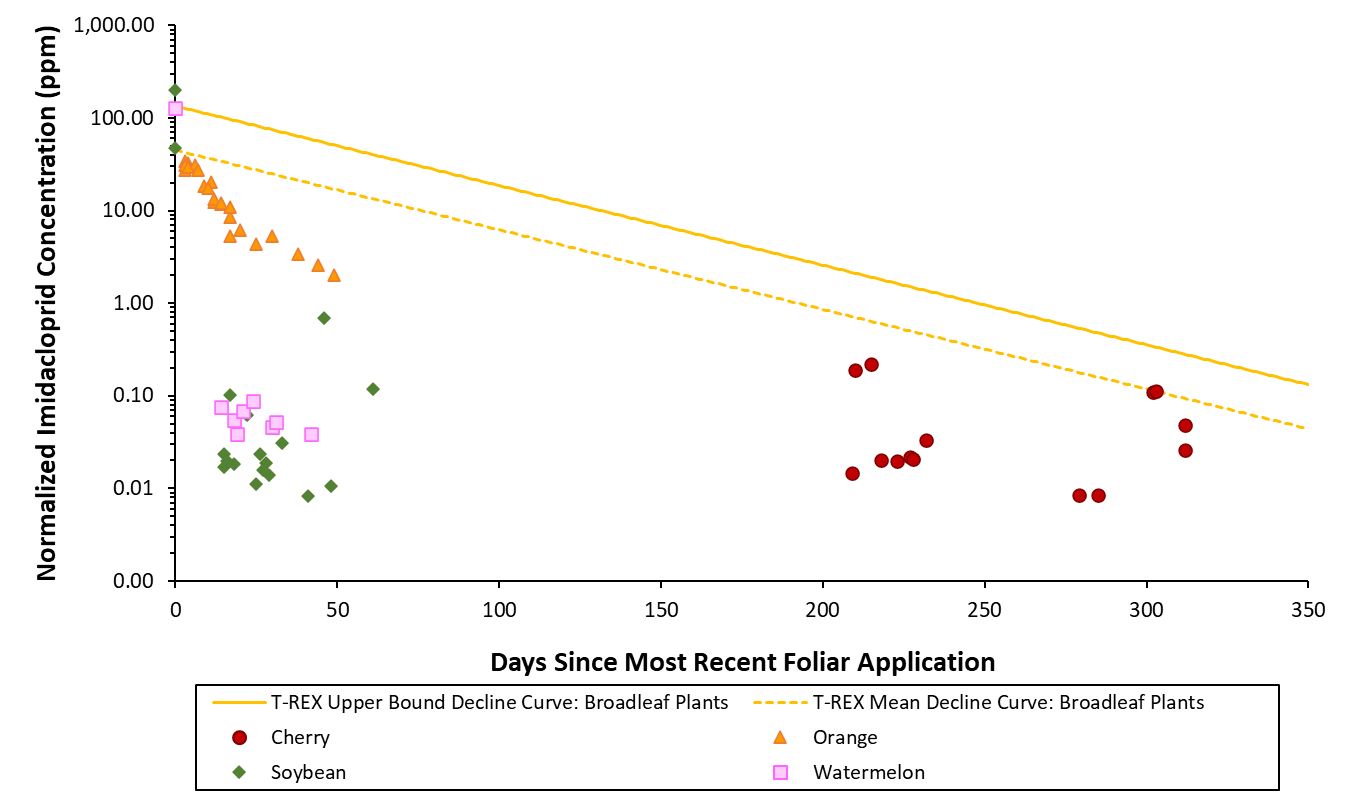 1,000.00
100.00
10.00
1.00
0.10
0.01
0.00
Normalized Imidacloprid Concentration (ppm)
0 50 100 150 200 250 300 350
Days Since Most Recent Foliar Application
T-REX Upper Bound Decline Curve: Broadleaf Plants T-REX Mean Decline Curve: Broadleaf Plants
Cherry Orange
Soybean Watermelon